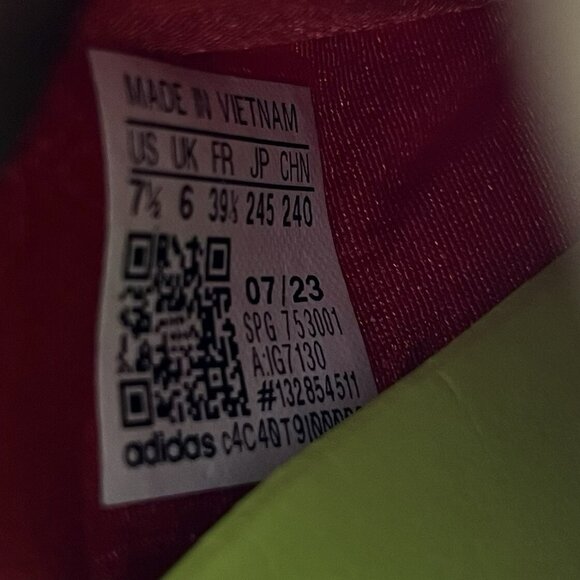 MADE IN VIETNAM
US UK FR JP CHN
7½ 6 39⅓ 245 240
07/23
SPG 753001
A:IG7130
#132854511
adidas